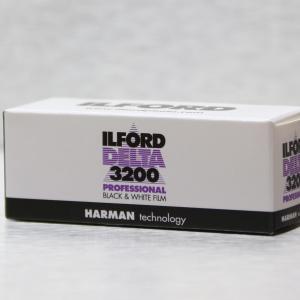 ILFORD
ILFORD
DELTA
3200
PROFESSIONAL
BLACK & WHITE FILM
HARMAN technology